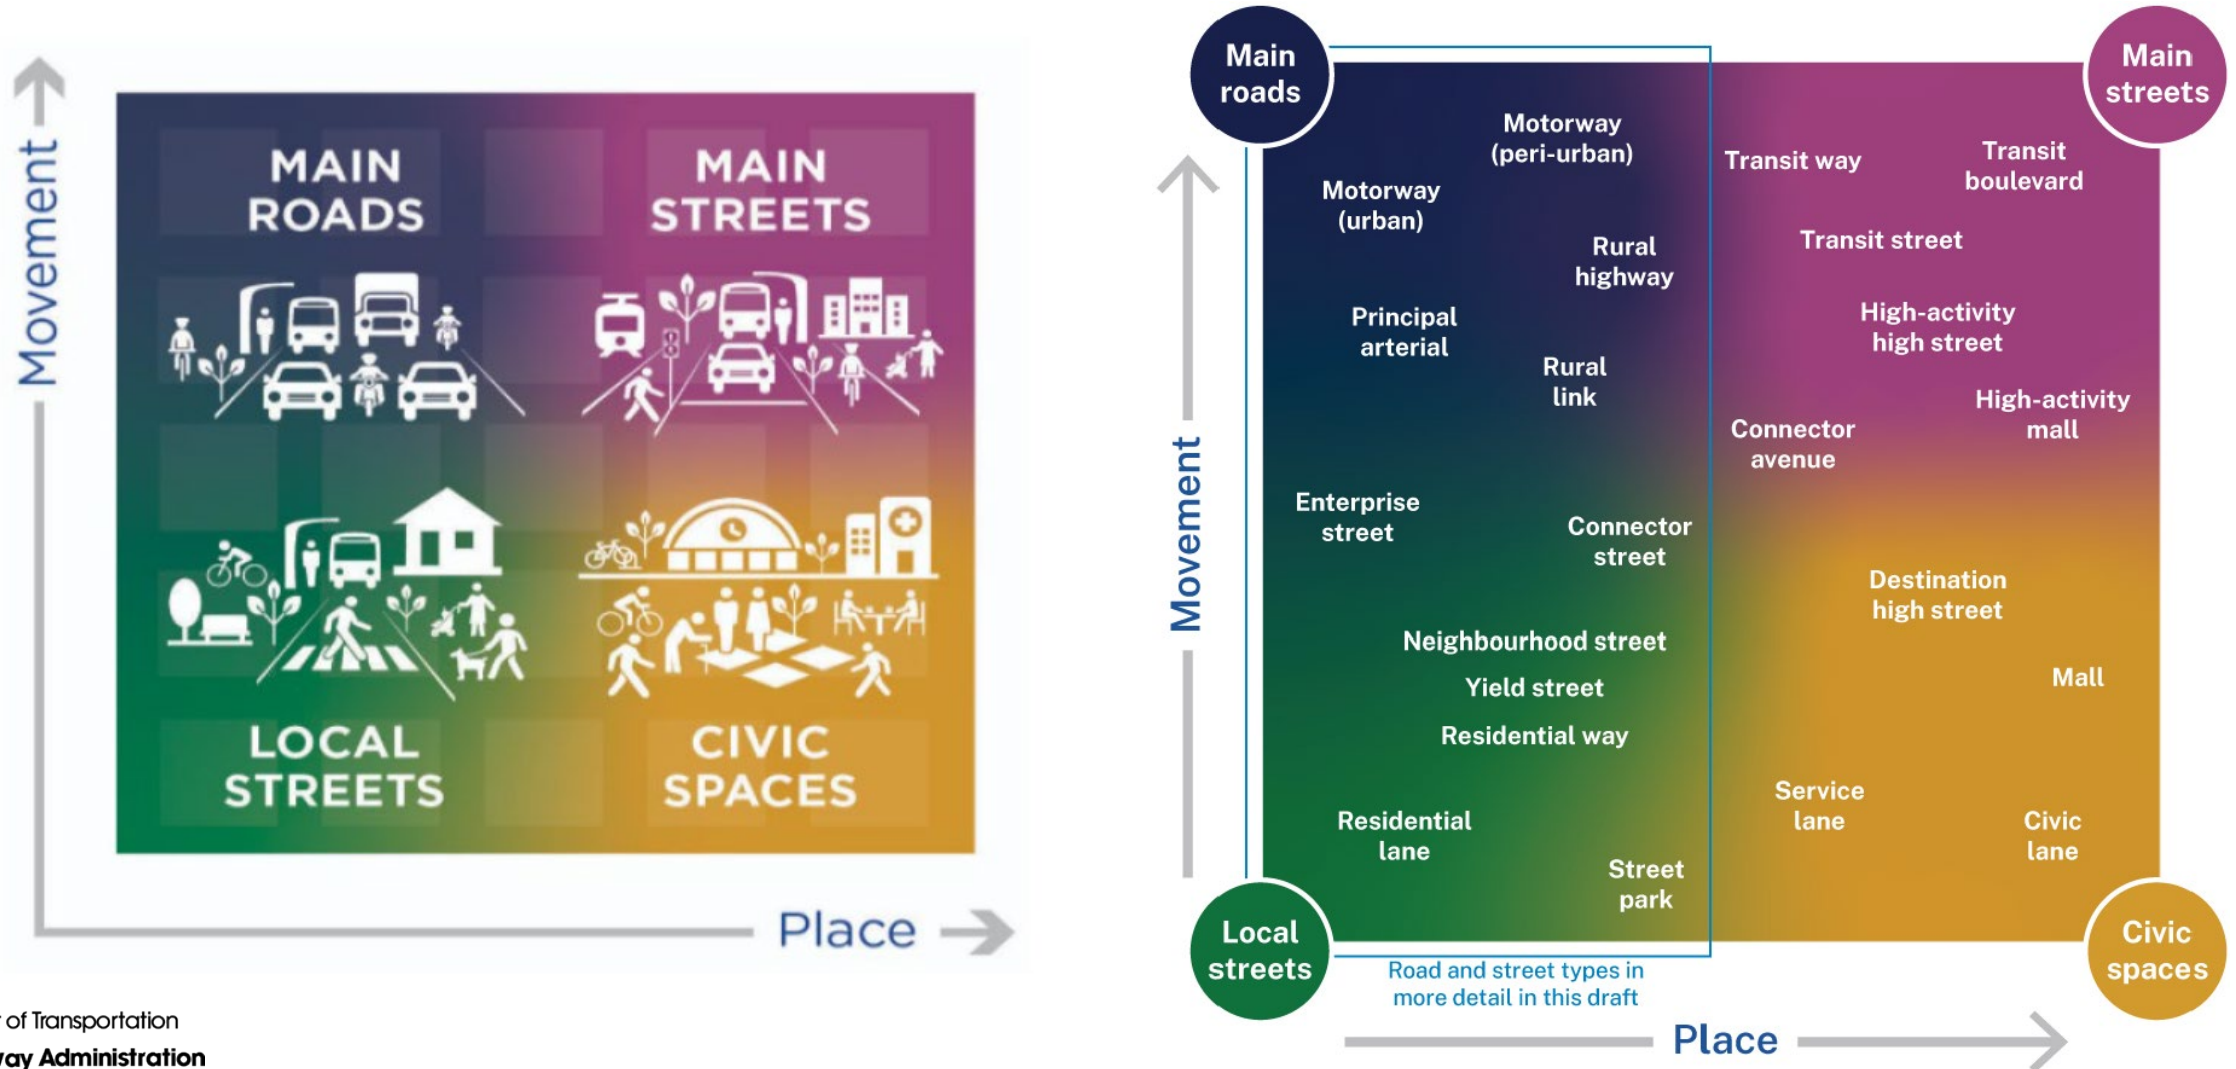 Movement
MAIN
ROADS
MAIN
STREETS
LOCAL
STREETS
CIVIC
SPACES
Place
of Transportation
Administration
Main
roads
Main
streets
Movement
Motorway
(peri-urban)
Motorway
(urban)
Transit way
Transit
boulevard
Rural
highway
Transit street
Principal
arterial
High-activity
high street
Rural
link
High-activity
mall
Connector
avenue
Enterprise
street
Connector
street
Destination
high street
Neighbourhood street
Yield street
Mall
Residential way
Service
lane
Residential
lane
Civic
lane
Street
park
Local
streets
Civic
spaces
Road and street types in
more detail in this draft
Place